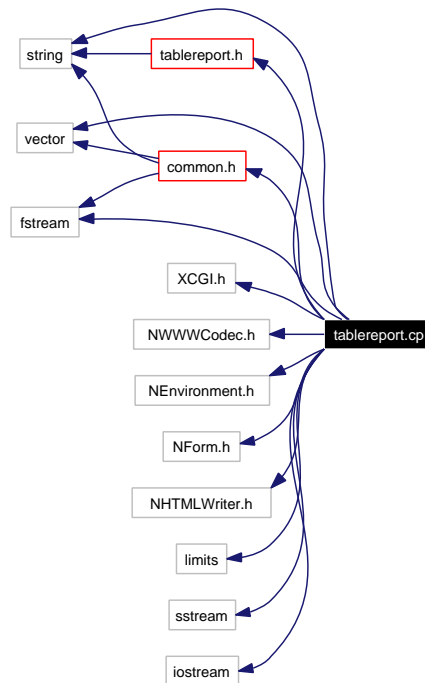 string
tablereport.h
vector
common.h
fstream
XCGI.h
tablereport.cp
NWWWCodec.h
NEnvironment.h
NForm.h
NHTMLWriter.h
limits
sstream
iostream